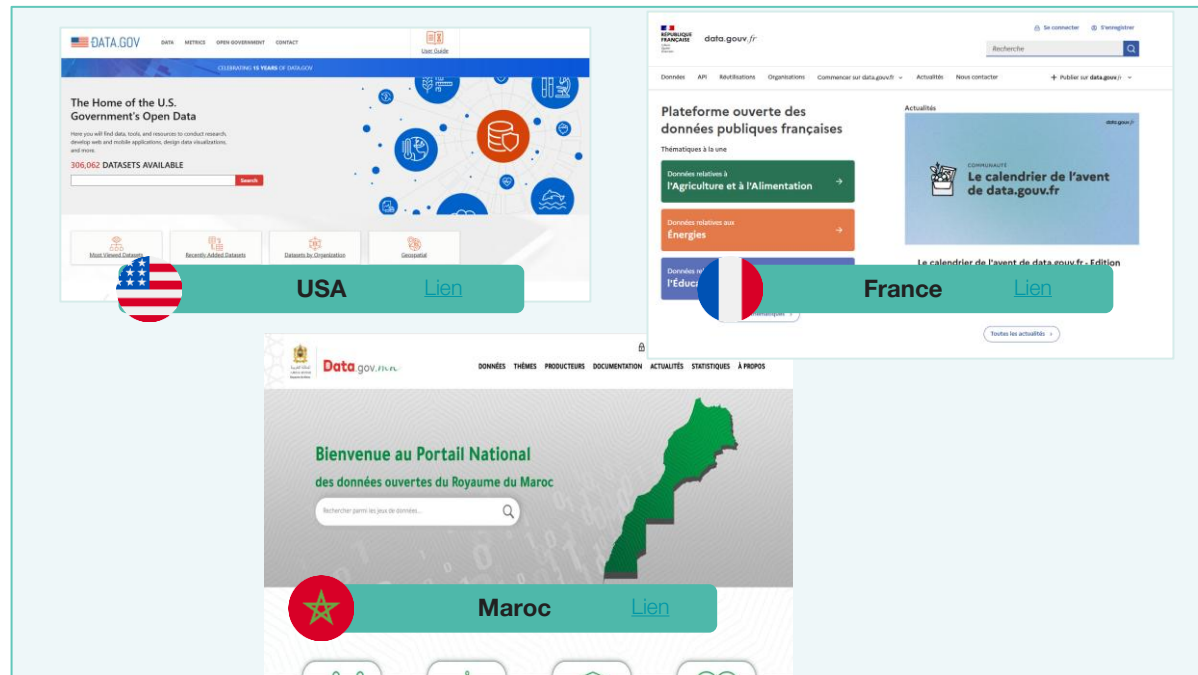 DATA.GOV
DATA METRICS OPEN GOVERNMENT CONTACT
User Guide
CELEBRATING 15 YEARS OF DATA.GOV
The Home of the U.S.
Government's Open Data
Here you will find data, tools, and resources to conduct research,
develop web and mobile applications, design data visualizations,
and more.
306,062 DATASETS AVAILABLE
Search
Most Viewed Datasets
Recently Added Datasets
Datasets by Organization
Geospatial
USA Lien
RÉPUBLIQUE
FRANÇAISE
data.gouv.fr
Se connecter S'enregistrer
Recherche
Données API Réutilisations Organisations Commencer sur data.gouv.fr Actualités Nous contacter + Publier sur data.gouv.fr
Plateforme ouverte des
données publiques françaises
Thématiques à la une
Données relatives à
l'Agriculture et à l'Alimentation
Données relatives aux
Énergies
Données
l'Éduca
Actualités
data.gouv.fr
COMMUNAUTÉ
Le calendrier de l'avent
de data.gouv.fr
Le calendrier de l'avent de data.gouv.fr - Edition
France Lien
Toutes les actualités
Data.gov.ma
DONNÉES THÈMES PRODUCTEURS DOCUMENTATION ACTUALITÉS STATISTIQUES À PROPOS
Bienvenue au Portail National
des données ouvertes du Royaume du Maroc
Rechercher parmi les jeux de données...
Maroc Lien